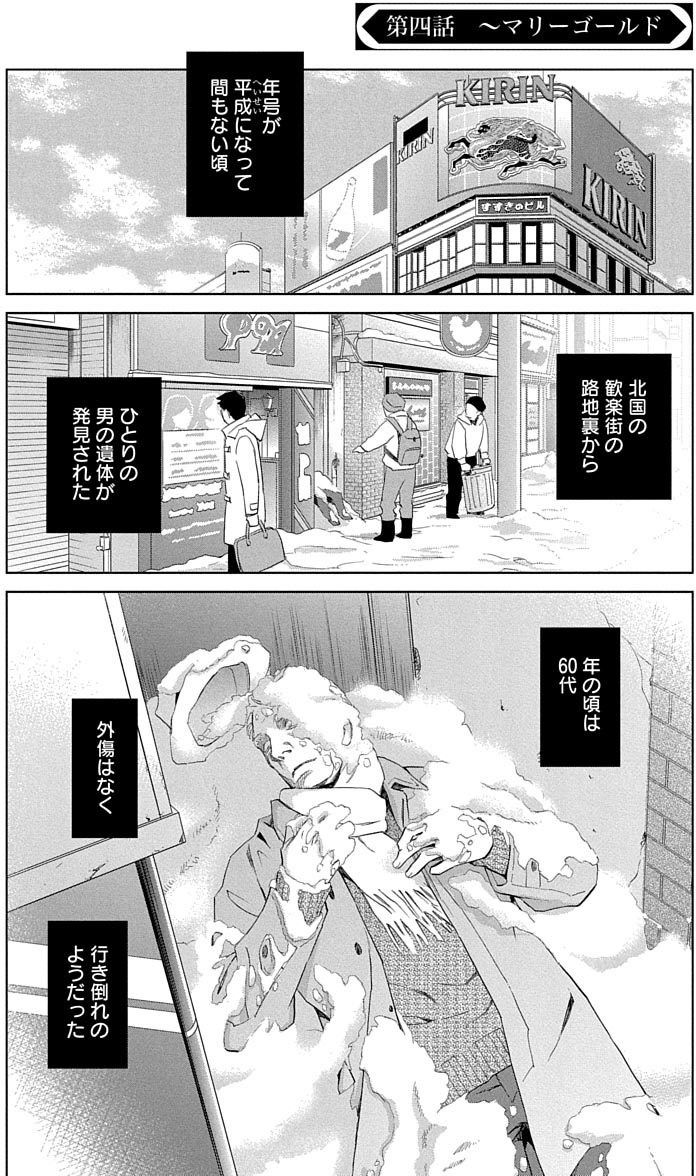 第四話　～マリーゴールド
年号が
平成になって
へいせい
間もない頃
KIRIN
KIRIN
KIRIN
すすきのビル
北国の
歓楽街の
路地裏から
ひとりの
男の遺体が
発見された
年の頃は
60代
外傷はなく
行き倒れの
ようだった